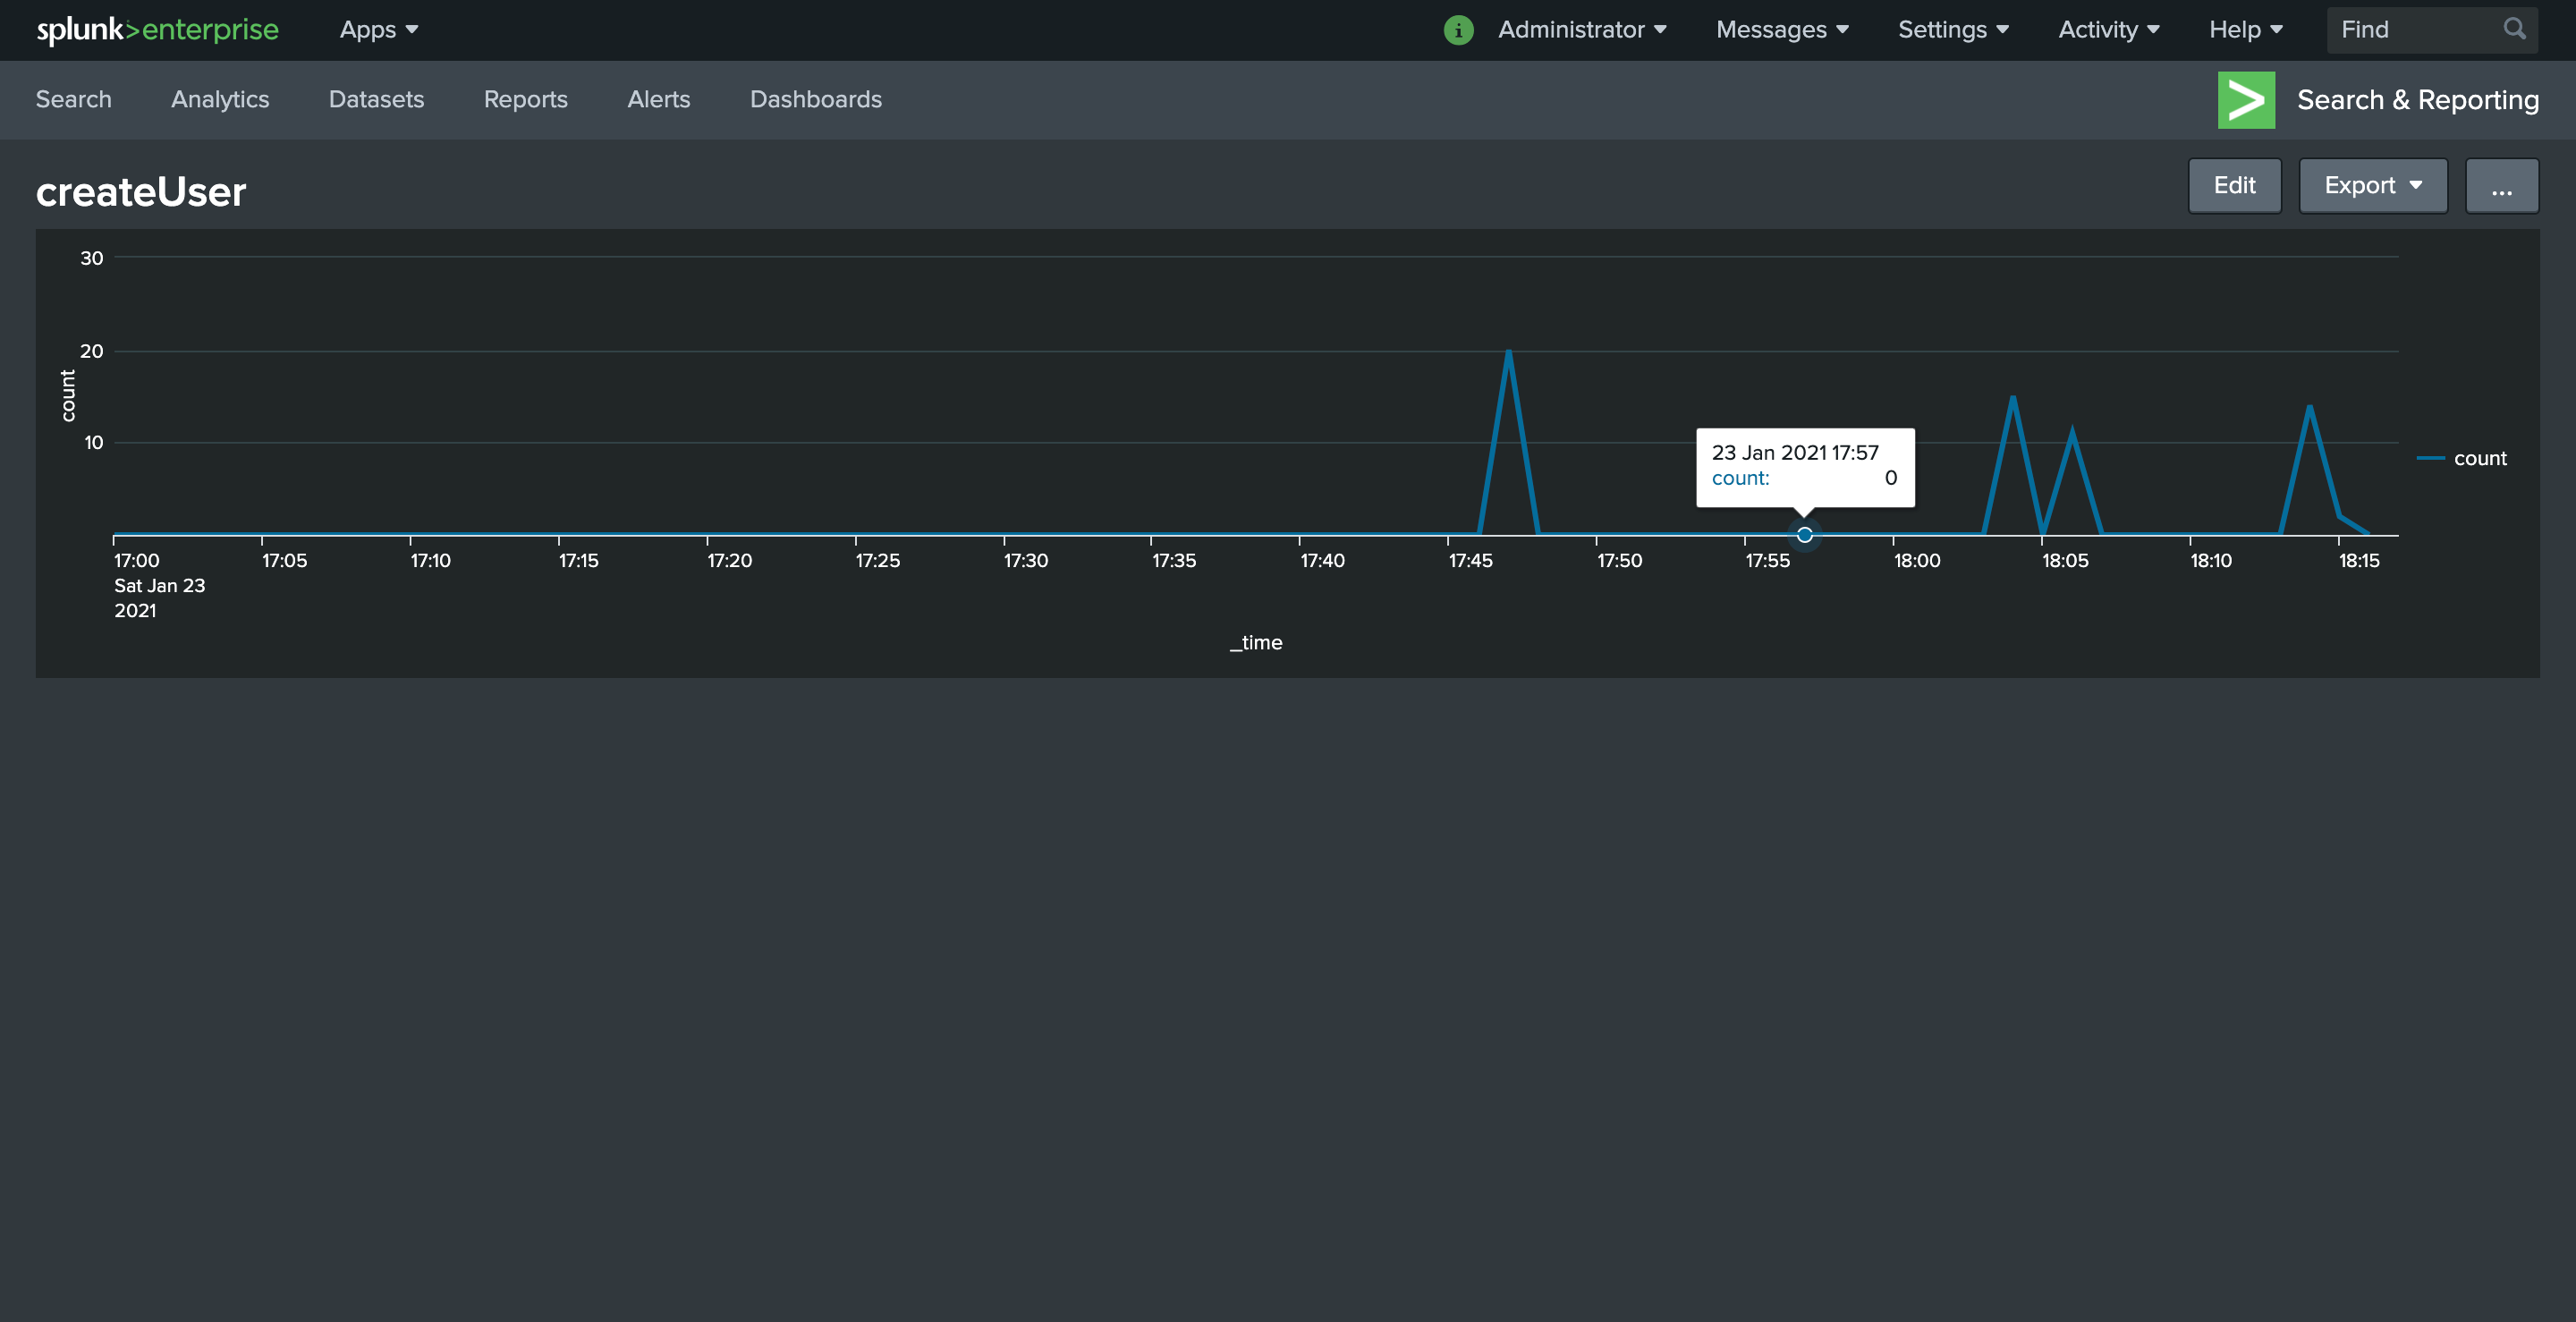 splunk>enterprise Apps Administrator Messages Settings Activity Help Find
Search Analytics Datasets Reports Alerts Dashboards Search & Reporting
createUser Edit Export ...
30
20
10
count
23 Jan 2021 17:57
count: 0
count
17:00 17:05 17:10 17:15 17:20 17:25 17:30 17:35 17:40 17:45 17:50 17:55 18:00 18:05 18:10 18:15
Sat Jan 23
2021
_time